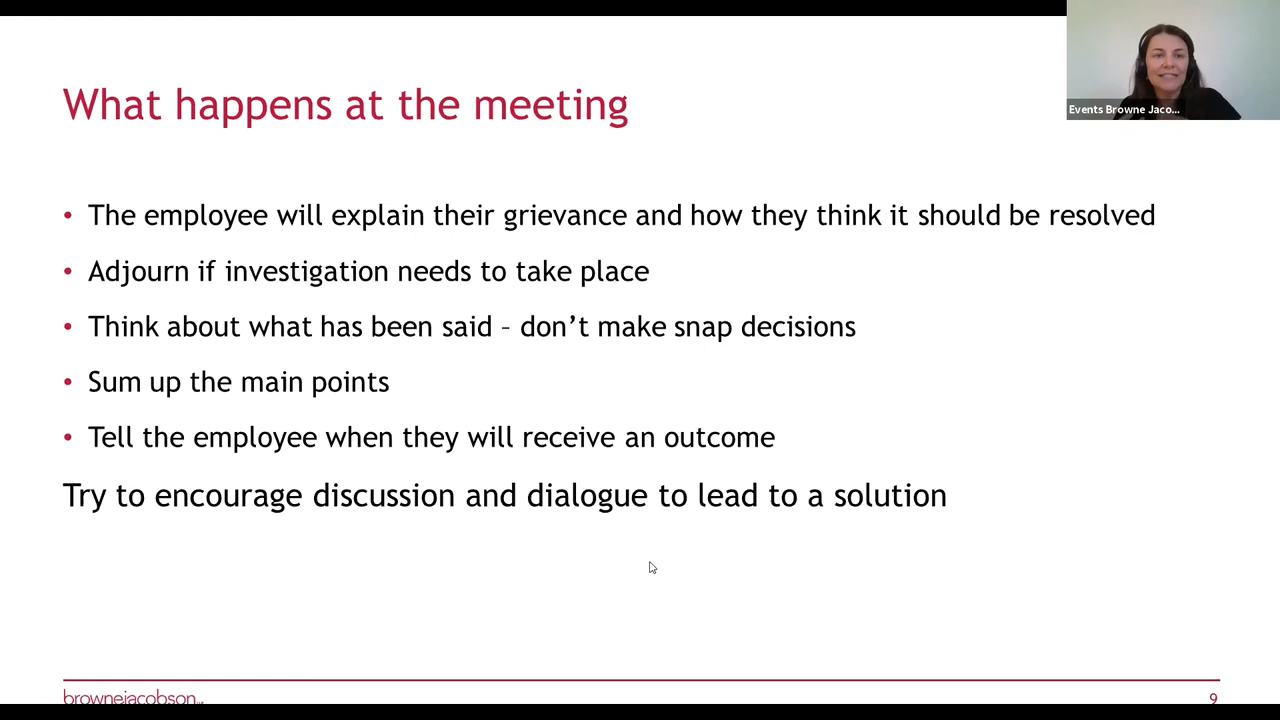 What happens at the meeting
Events Browne Jaco...
• The employee will explain their grievance and how they think it should be resolved
• Adjourn if investigation needs to take place
• Think about what has been said – don’t make snap decisions
• Sum up the main points
• Tell the employee when they will receive an outcome
Try to encourage discussion and dialogue to lead to a solution
brownejacobson
9